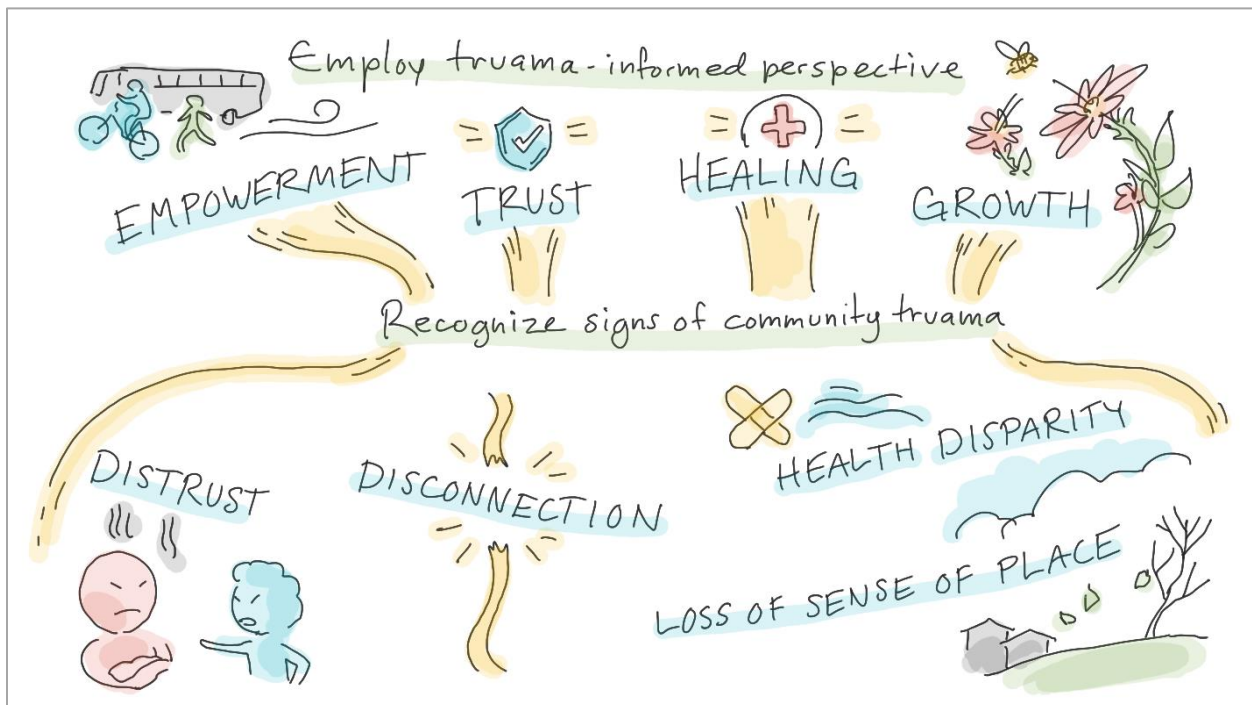 Employ truama-informed perspective
EMPOWERMENT
TRUST
HEALING
GROWTH
Recognize signs of community truama
DISTRUST
DISCONNECTION
HEALTH DISPARITY
LOSS OF SENSE OF PLACE